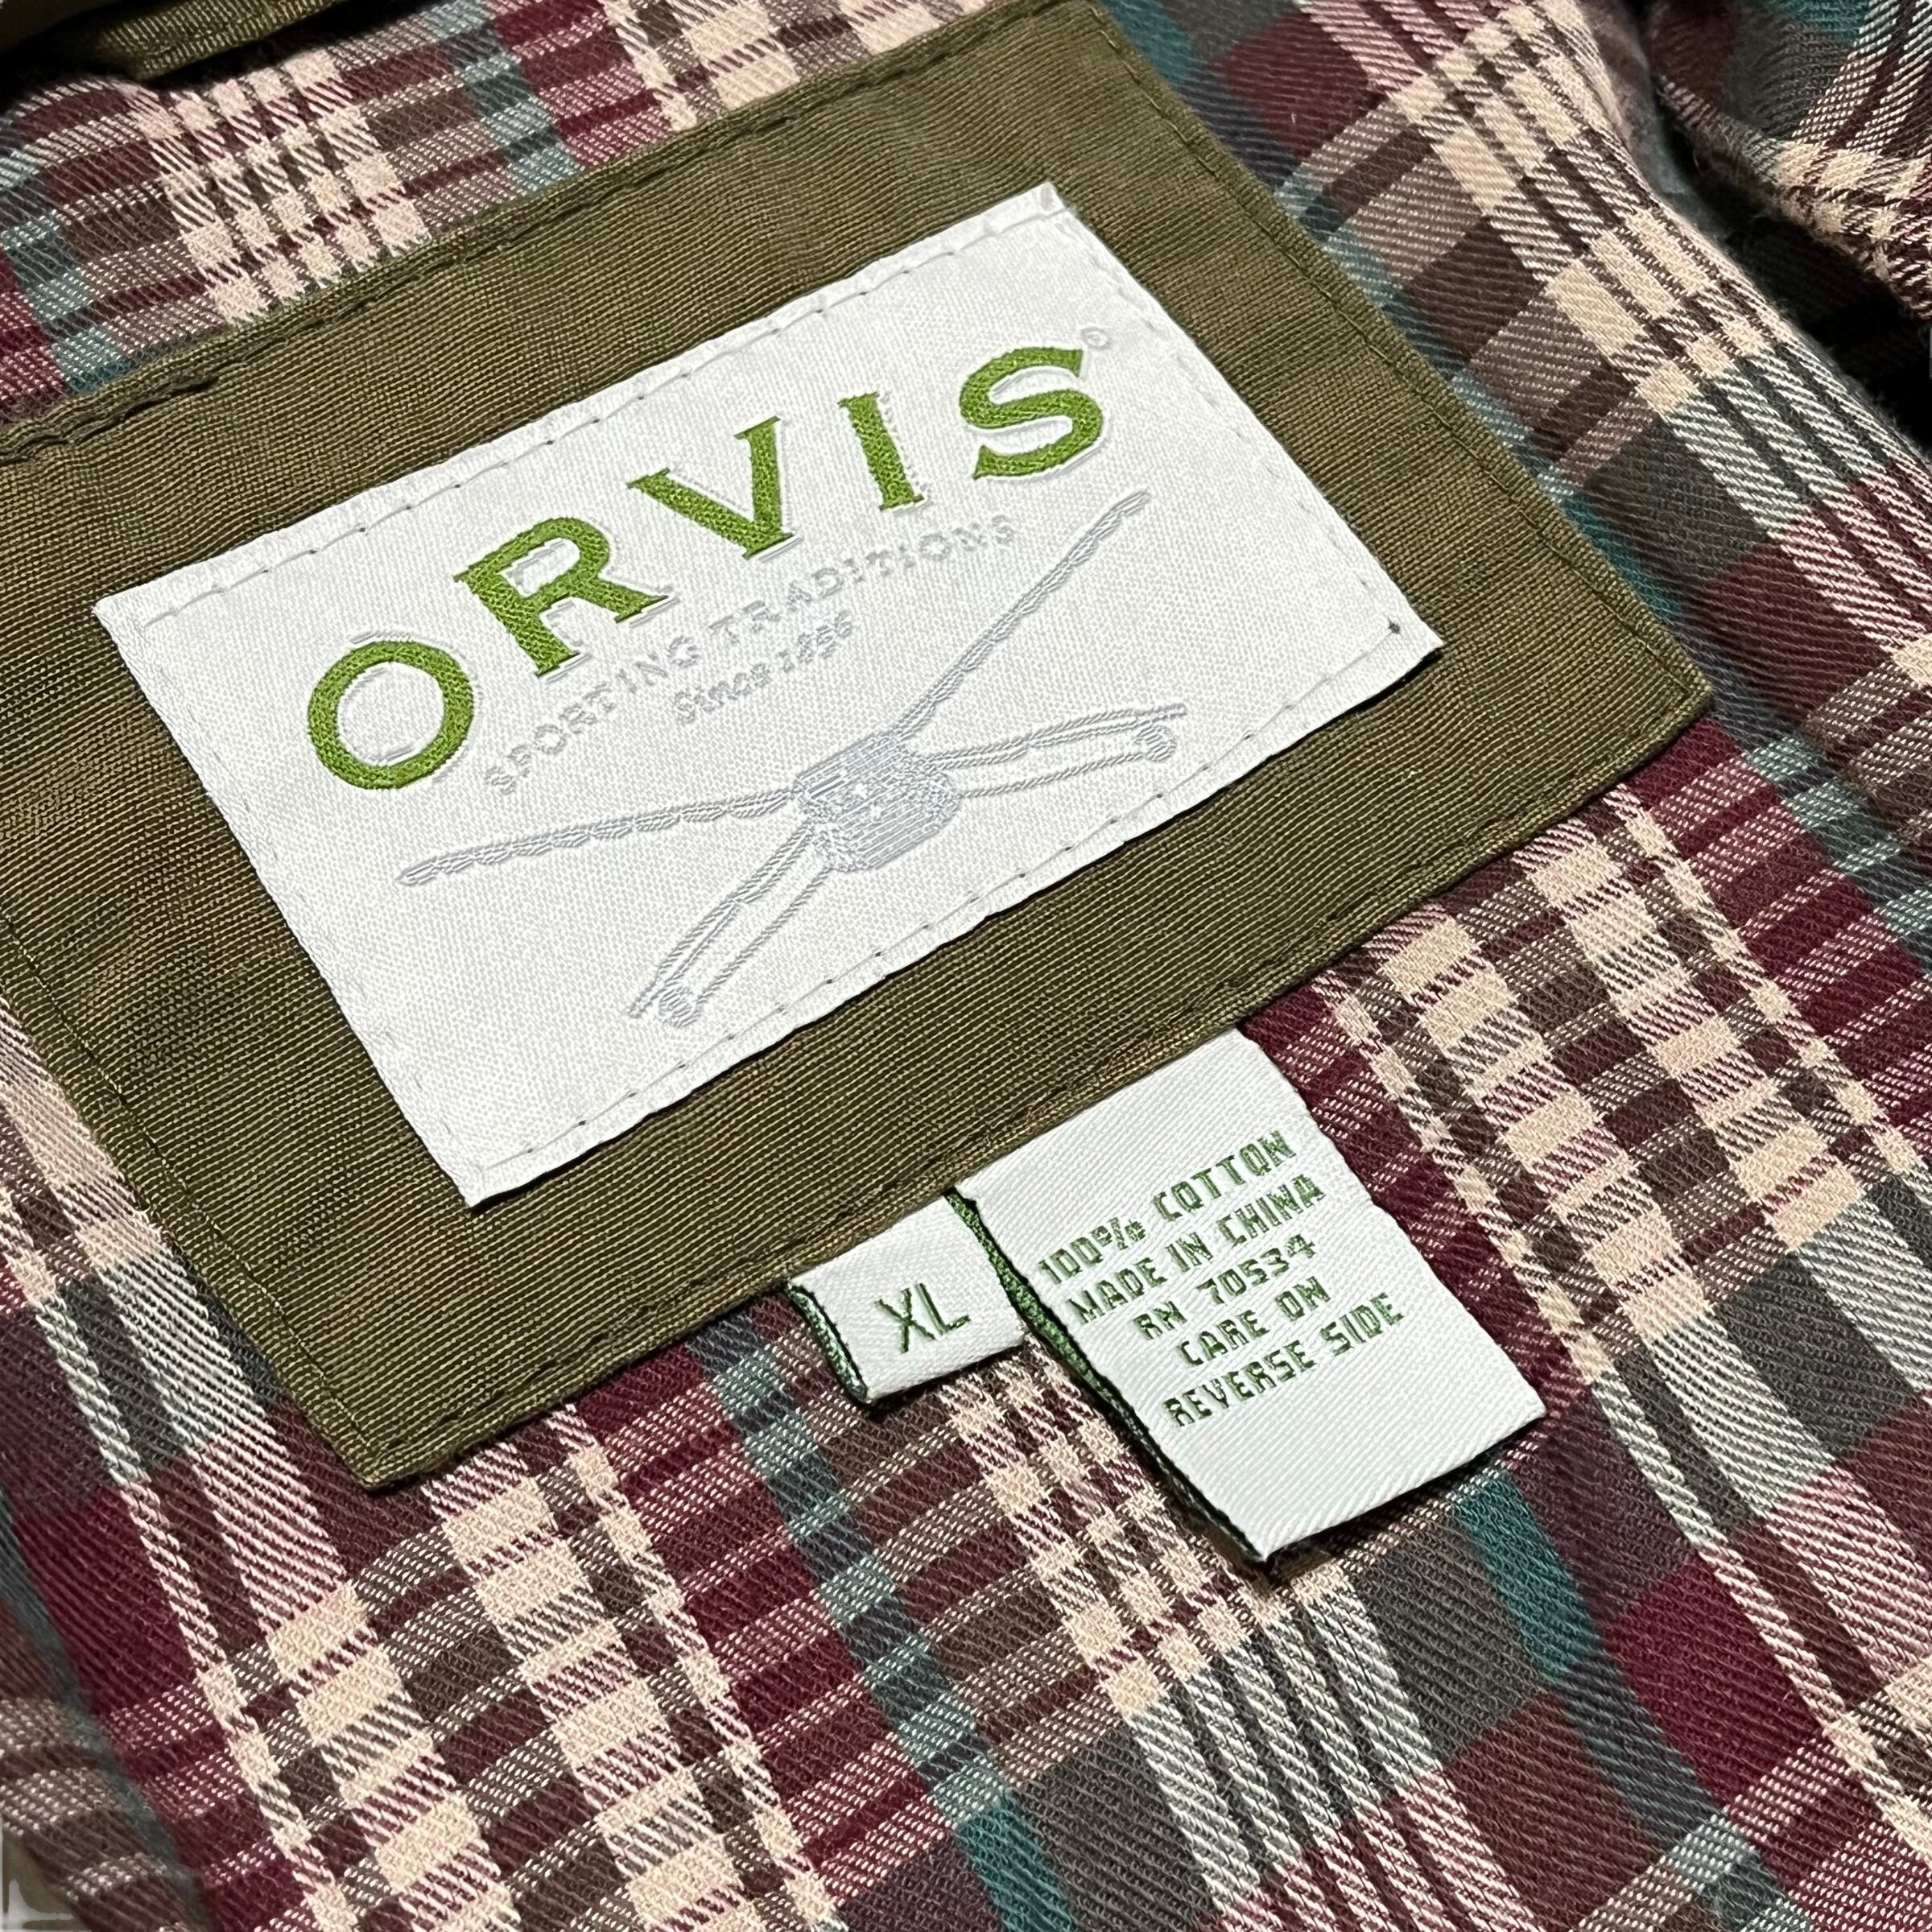 ORVIS®
SPORTING TRADITIONS
Since 1856
XL
100% COTTON
MADE IN CHINA
RN 70534
CARE ON
REVERSE SIDE